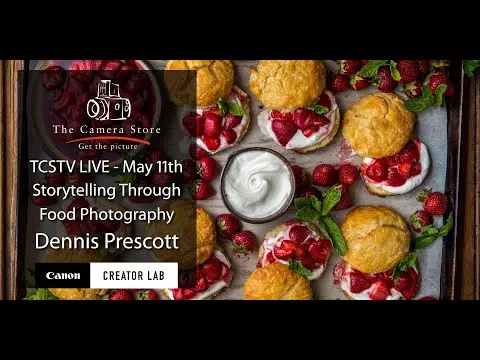 The Camera Store
Get the picture
TCSTV LIVE - May 11th
Storytelling Through
Food Photography
Dennis Prescott
Canon CREATOR LAB